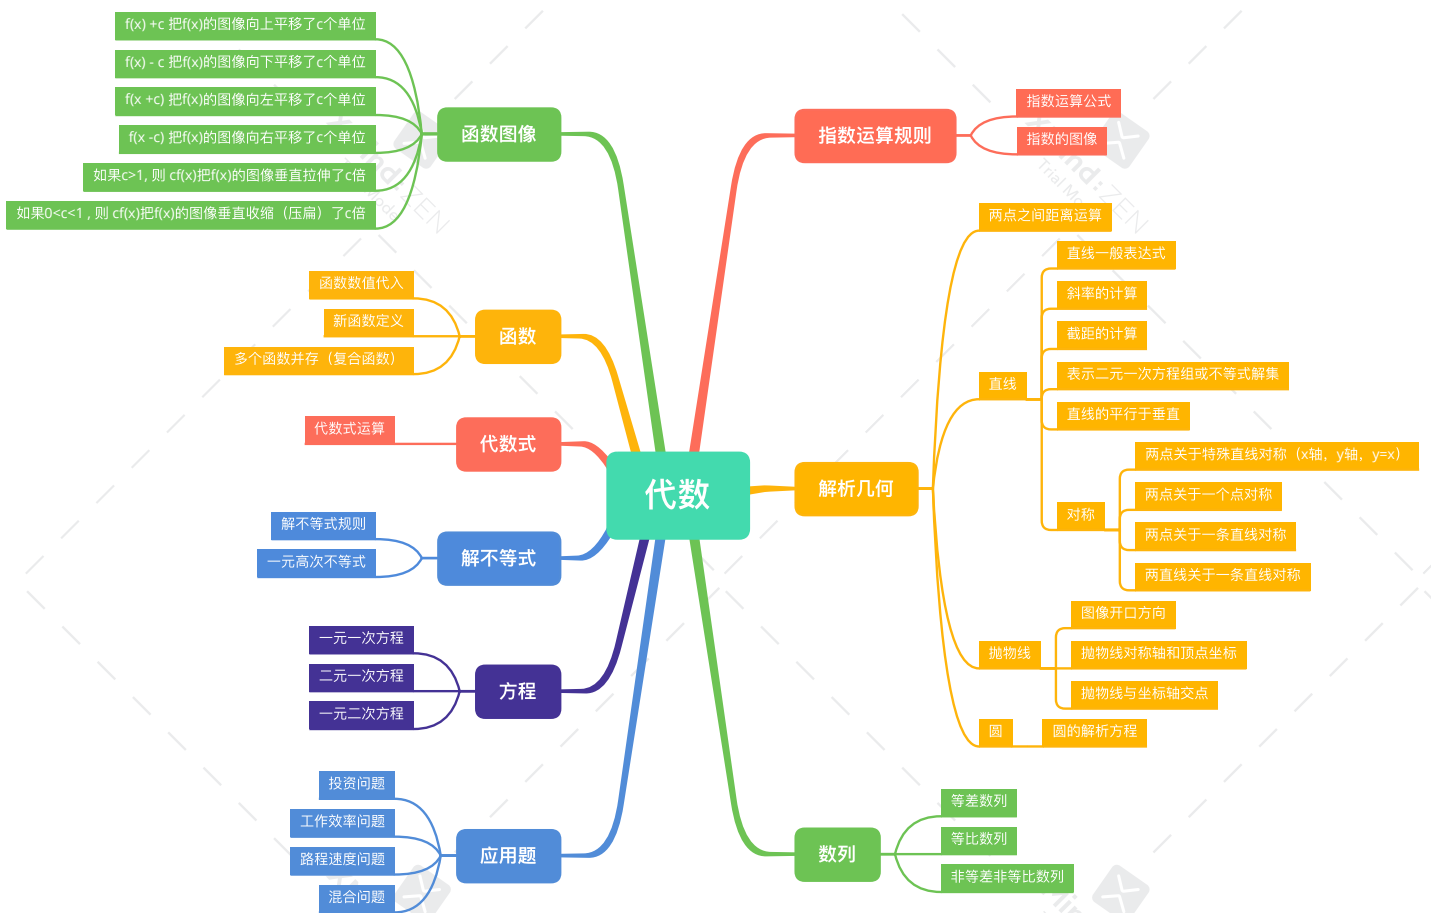 代数
指数运算规则
指数运算公式
指数的图像
解析几何
两点之间距离运算
直线
直线一般表达式
斜率的计算
截距的计算
表示二元一次方程组或不等式解集
直线的平行于垂直
对称
两点关于特殊直线对称（x轴，y轴，y=x）
两点关于一个点对称
两点关于一条直线对称
两直线关于一条直线对称
抛物线
图像开口方向
抛物线对称轴和顶点坐标
抛物线与坐标轴交点
圆
圆的解析方程
数列
等差数列
等比数列
非等差非等比数列
函数图像
f(x) +c 把f(x)的图像向上平移了c个单位
f(x) - c 把f(x)的图像向下平移了c个单位
f(x +c) 把f(x)的图像向左平移了c个单位
f(x -c) 把f(x)的图像向右平移了c个单位
如果c>1, 则 cf(x)把f(x)的图像垂直拉伸了c倍
如果0<c<1 , 则 cf(x)把f(x)的图像垂直收缩（压扁）了c倍
函数
函数数值代入
新函数定义
多个函数并存（复合函数）
代数式
代数式运算
解不等式
解不等式规则
一元高次不等式
方程
一元一次方程
二元一次方程
一元二次方程
应用题
投资问题
工作效率问题
路程速度问题
混合问题